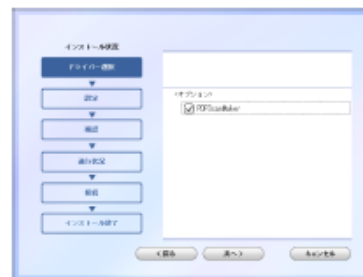 インストール状況
ドライバー選択
設定
確認
進行状況
接続
インストール終了
<オプション>
PDFScanMaker
<戻る
次へ>
キャンセル